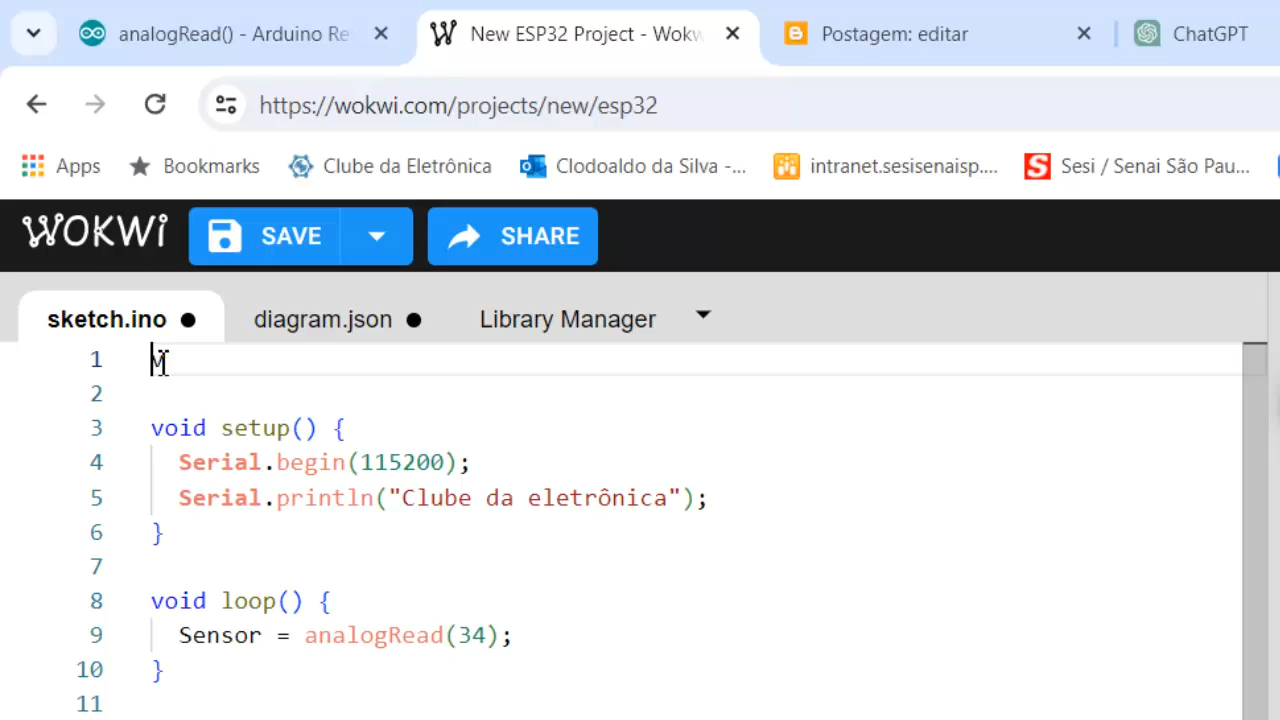 analogRead() - Arduino Re
New ESP32 Project - Wokw
Postagem: editar
ChatGPT
https://wokwi.com/projects/new/esp32
Apps
Bookmarks
Clube da Eletrônica
Clodoaldo da Silva -...
intranet.sesisenaisp....
Sesi / Senai São Pau...
WOKWi
SAVE
SHARE
sketch.ino
diagram.json
Library Manager
1
2
3 void setup() {
4 Serial.begin(115200);
5 Serial.println("Clube da eletrônica");
6 }
7
8 void loop() {
9 Sensor = analogRead(34);
10 }
11